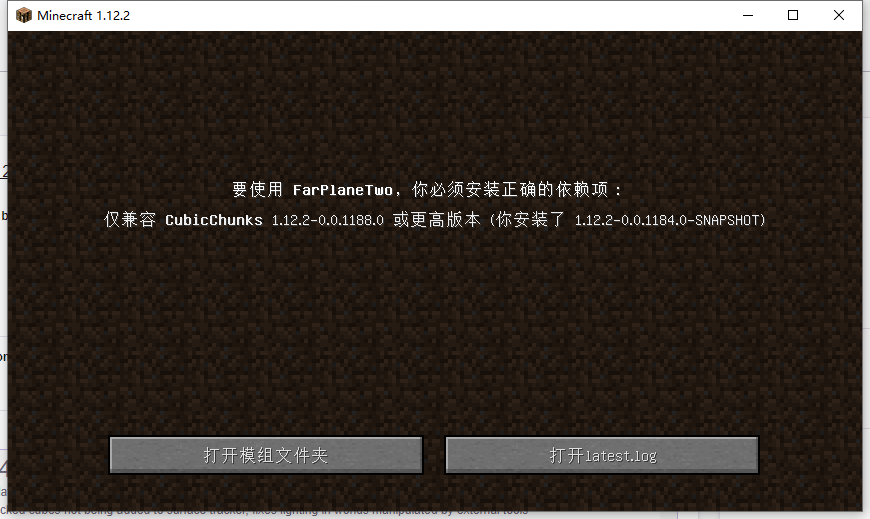 Minecraft 1.12.2
要使用 FarPlaneTwo，你必须安装正确的依赖项：
仅兼容 CubicChunks 1.12.2-0.0.1188.0 或更高版本 (你安装了 1.12.2-0.0.1184.0-SNAPSHOT)
打开模组文件夹
打开latest.log